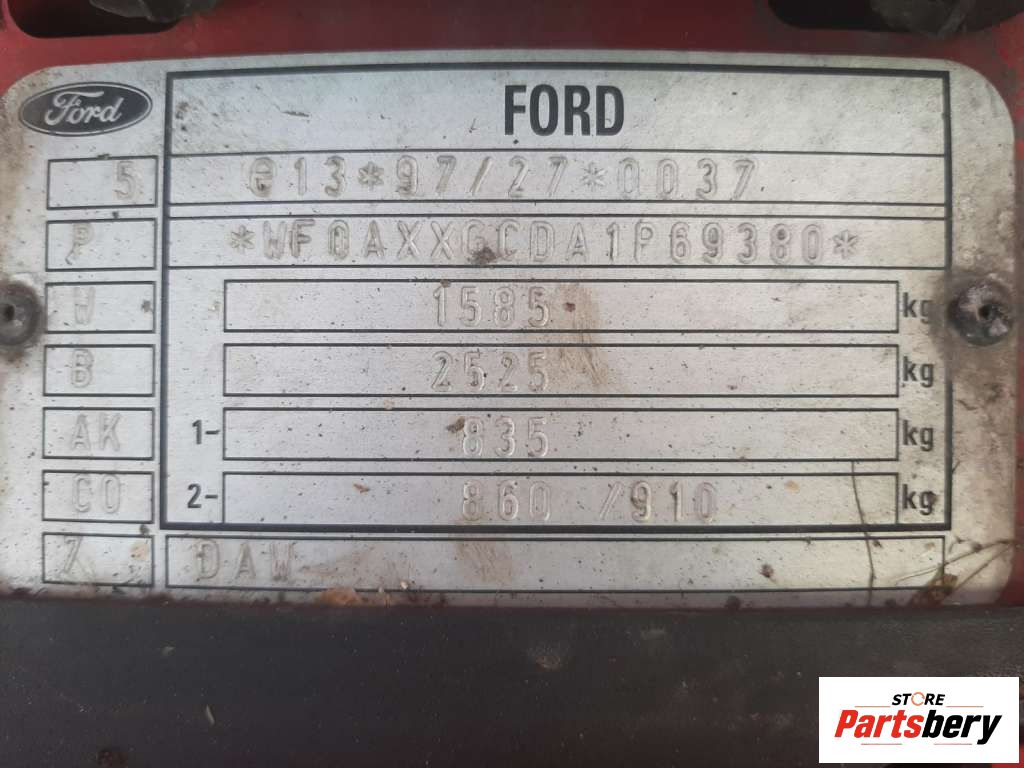 Ford
FORD
5 e13*97/27*0037
P *WF0AXXGCDA1P69380*
W 1585 kg
B 2525 kg
AK 1- 835 kg
CO 2- 860 /910 kg
Z DAW
STORE
Partsbery